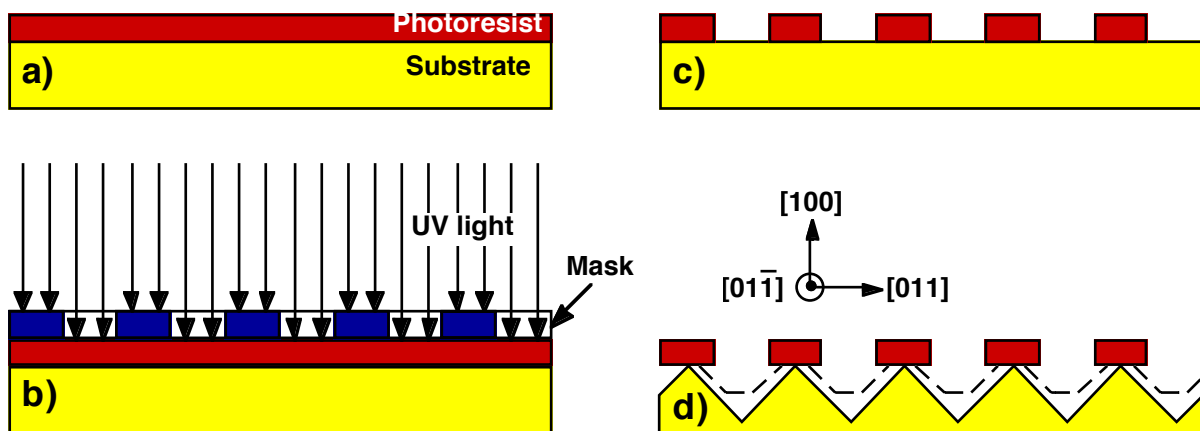 Photoresist
a)
Substrate
c)
UV light
Mask
b)
[100]
[011̅]
[011]
d)